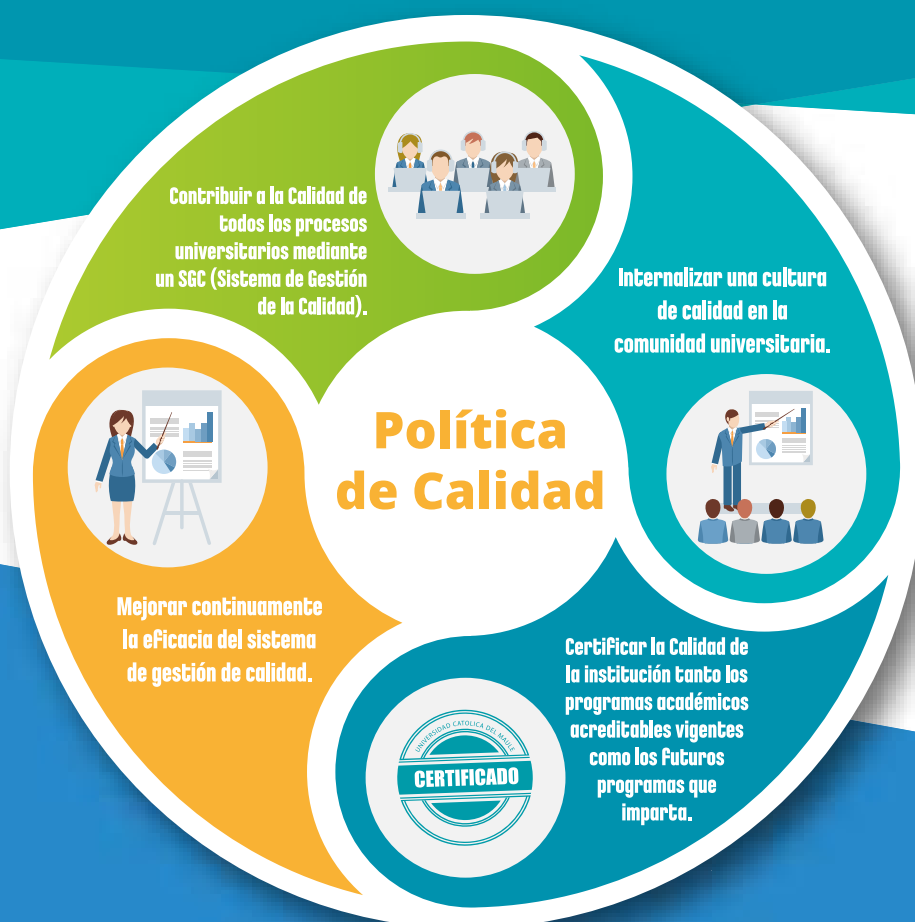 Contribuir a la Calidad de
todos los procesos
universitarios mediante
un SGC (Sistema de Gestión
de la Calidad).
Internalizar una cultura
de calidad en la
comunidad universitaria.
Política
de Calidad
Mejorar continuamente
la eficacia del sistema
de gestión de calidad.
Certificar la Calidad de
la institución tanto los
programas académicos
acreditables vigentes
como los futuros
programas que
imparta.
UNIVERSIDAD CATOLICA DEL MAULE
CERTIFICADO